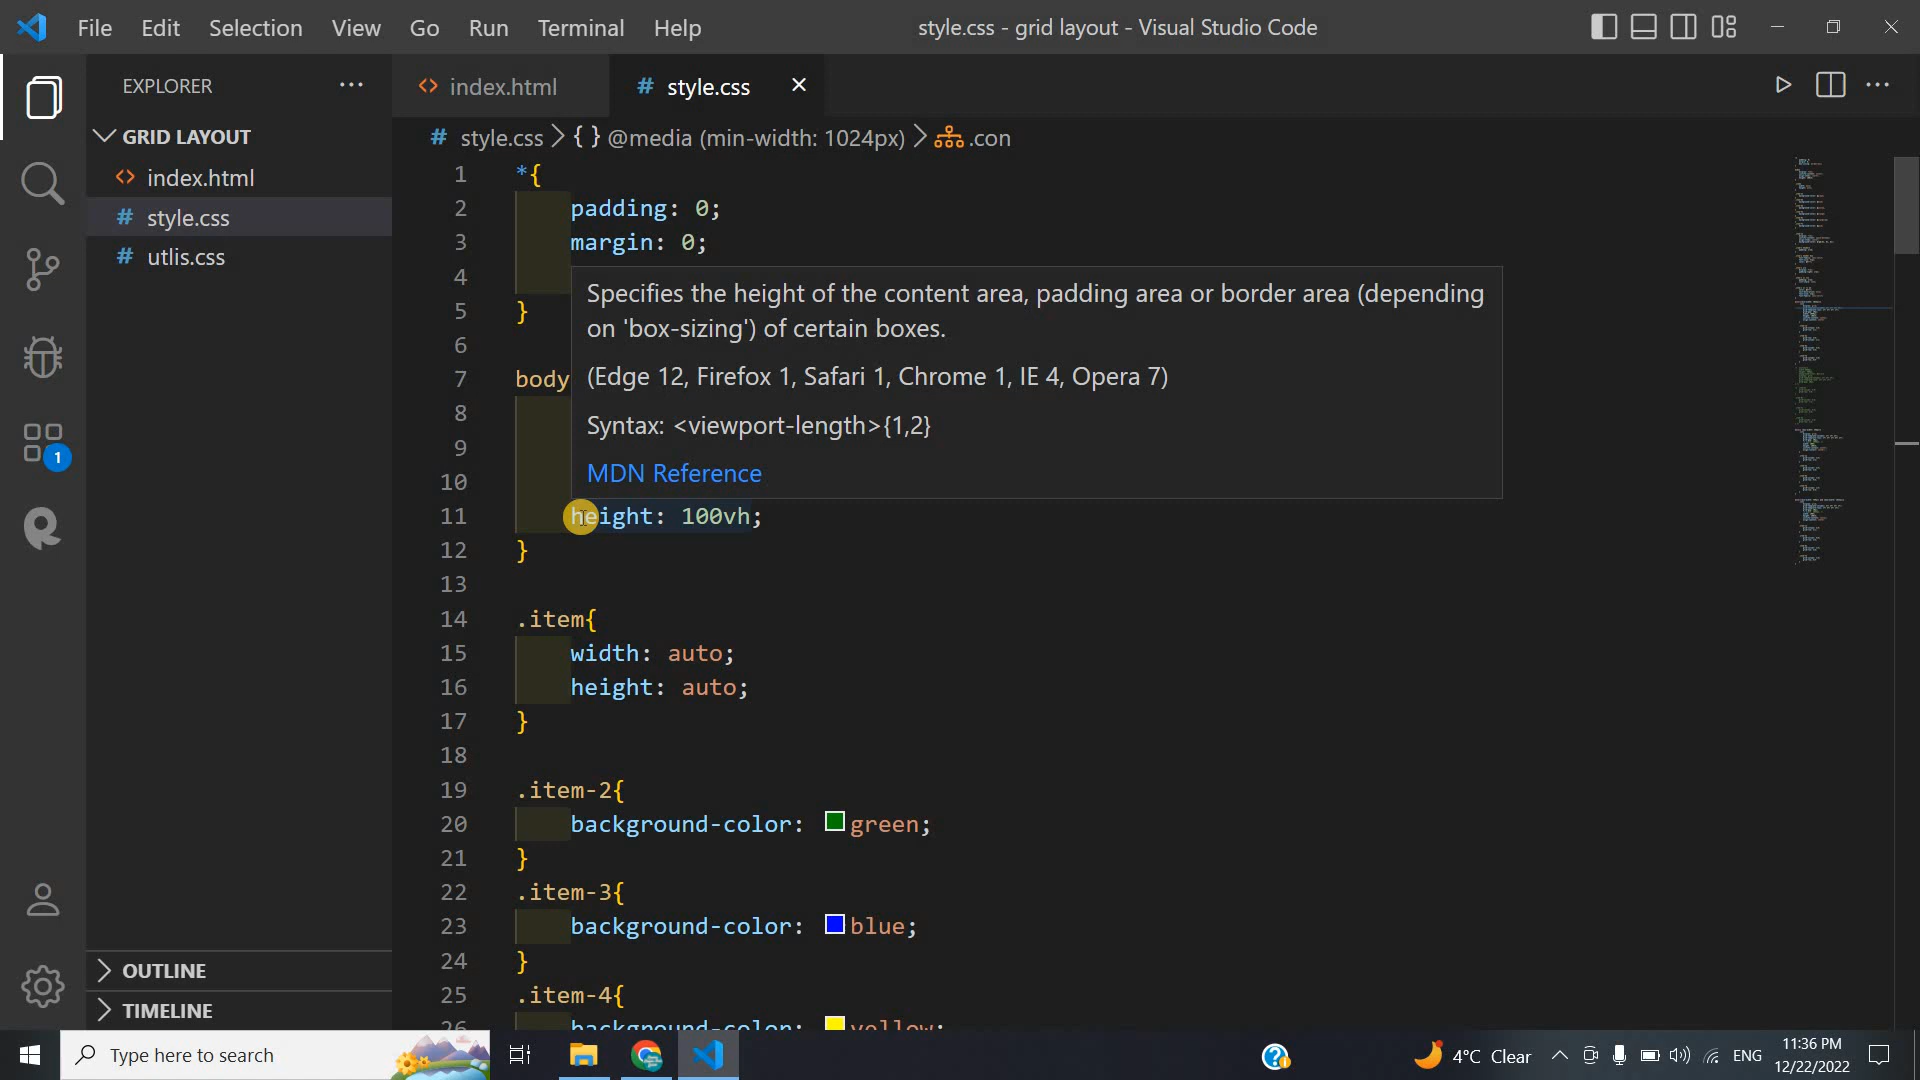 File Edit Selection View Go Run Terminal Help
style.css - grid layout - Visual Studio Code
EXPLORER
index.html
# style.css
GRID LAYOUT
index.html
# style.css
# utlis.css
# style.css > { } @media (min-width: 1024px) > .con
1 *{
2 padding: 0;
3 margin: 0;
4
5 }
6
7 body
8
9
10
11 height: 100vh;
12 }
13
14 .item{
15 width: auto;
16 height: auto;
17 }
18
19 .item-2{
20 background-color: green;
21 }
22 .item-3{
23 background-color: blue;
24 }
25 .item-4{
26 background-color: yellow;
Specifies the height of the content area, padding area or border area (depending
on 'box-sizing') of certain boxes.
(Edge 12, Firefox 1, Safari 1, Chrome 1, IE 4, Opera 7)
Syntax: <viewport-length>{1,2}
MDN Reference
1
OUTLINE
TIMELINE
Type here to search
4°C Clear
ENG
11:36 PM
12/22/2022